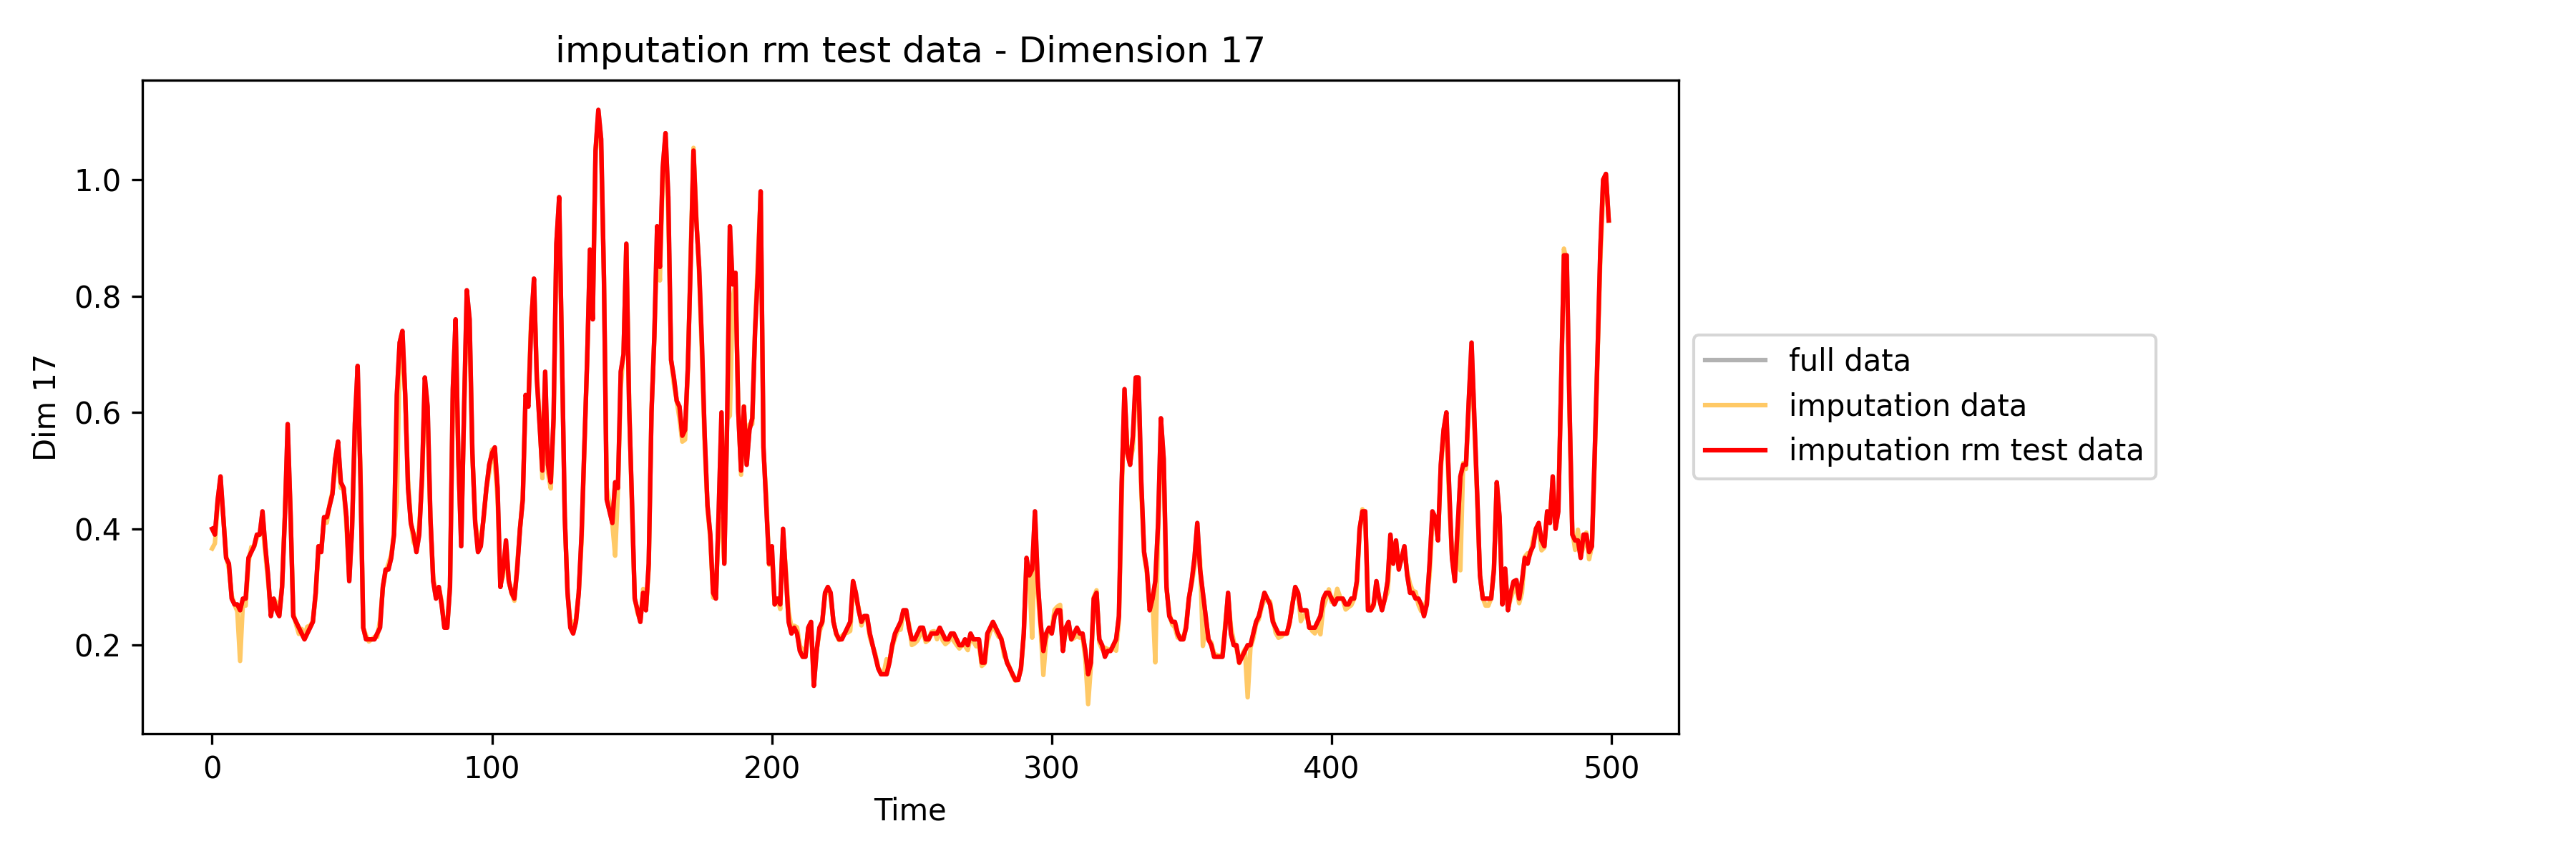 imputation rm test data - Dimension 17
1.0
0.8
0.6
0.4
0.2
Dim 17
0
100
200
300
400
500
Time
full data
imputation data
imputation rm test data